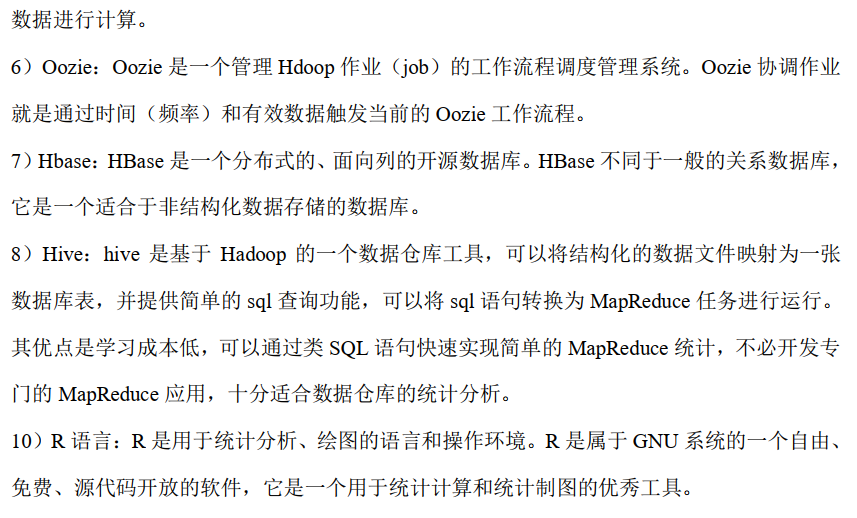 数据进行计算。
6）Oozie：Oozie 是一个管理 Hdoop 作业（job）的工作流程调度管理系统。Oozie 协调作业
就是通过时间（频率）和有效数据触发当前的 Oozie 工作流程。
7）Hbase：HBase 是一个分布式的、面向列的开源数据库。HBase 不同于一般的关系数据库，
它是一个适合于非结构化数据存储的数据库。
8）Hive：hive 是基于 Hadoop 的一个数据仓库工具，可以将结构化的数据文件映射为一张
数据库表，并提供简单的 sql 查询功能，可以将 sql 语句转换为 MapReduce 任务进行运行。
其优点是学习成本低，可以通过类 SQL 语句快速实现简单的 MapReduce 统计，不必开发专
门的 MapReduce 应用，十分适合数据仓库的统计分析。
10）R 语言：R 是用于统计分析、绘图的语言和操作环境。R 是属于 GNU 系统的一个自由、
免费、源代码开放的软件，它是一个用于统计计算和统计制图的优秀工具。